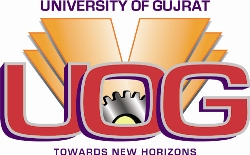 UNIVERSITY OF GUJRAT
UOG
TOWARDS NEW HORIZONS